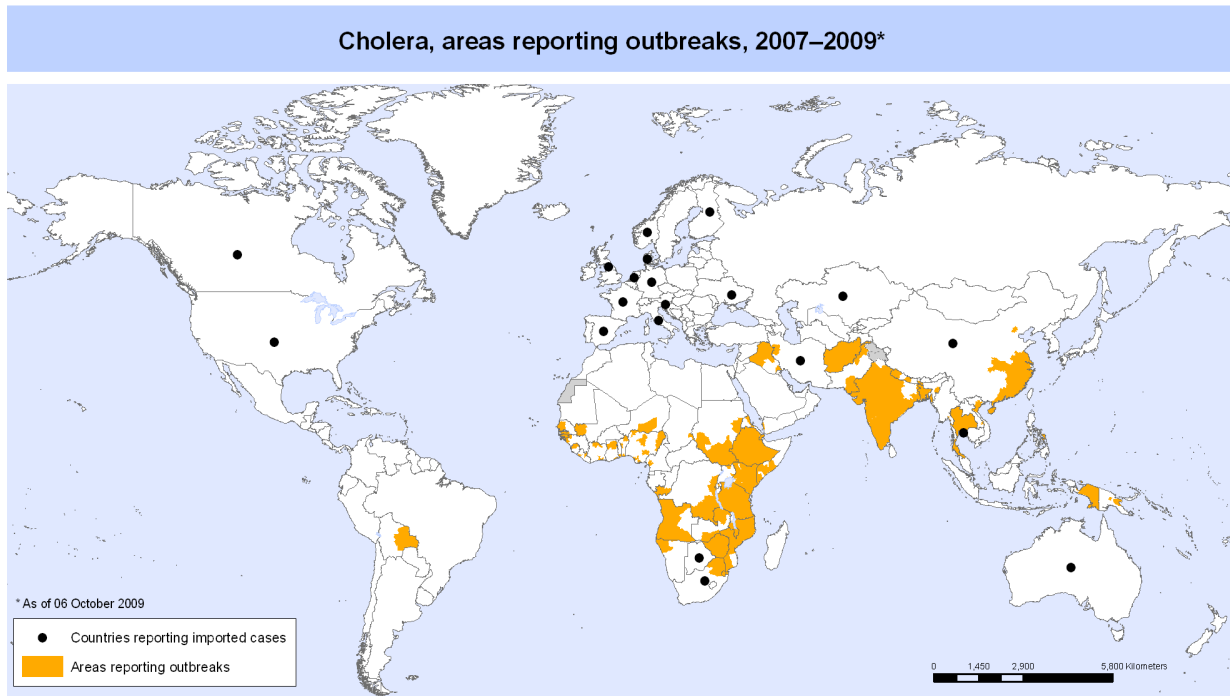 Cholera, areas reporting outbreaks, 2007–2009*
* As of 06 October 2009
Countries reporting imported cases
Areas reporting outbreaks
0 1,450 2,900 5,800 Kilometers